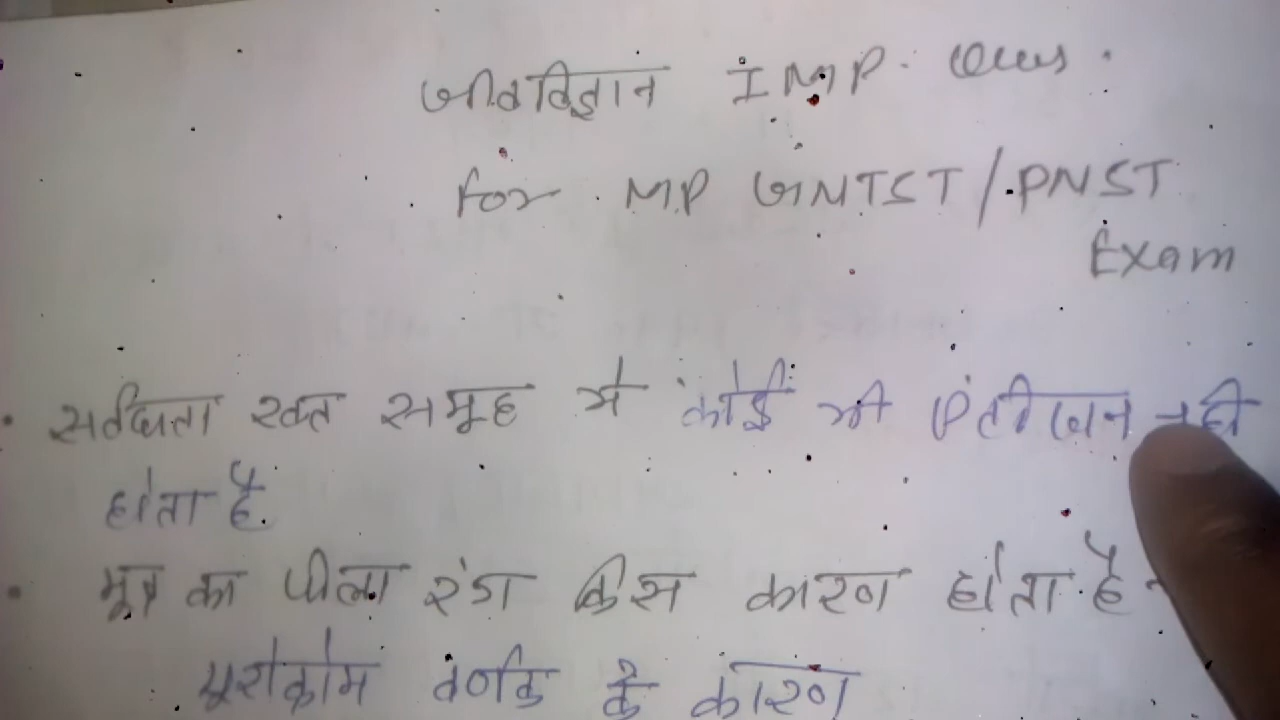 जीवविज्ञान IMP. Ques.
for MP GNTST/PNST
Exam
सर्वदाता रक्त समूह मे कोई भी एंटीजन नही
होता है.
मूत्र का पीला रंग किस कारण होता है-
यूरोक्रोम वर्णक के कारण